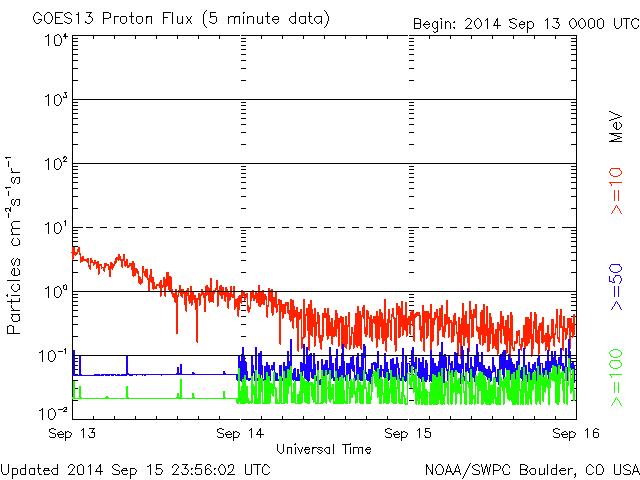 GOES13 Proton Flux (5 minute data)
Begin: 2014 Sep 13 0000 UTC
10⁴
10³
10²
10¹
10⁰
10⁻¹
10⁻²
Particles cm⁻²s⁻¹sr⁻¹
MeV
>=10
>=50
>=100
Sep 13
Sep 14
Sep 15
Sep 16
Universal Time
Updated 2014 Sep 15 23:56:02 UTC
NOAA/SWPC Boulder, CO USA